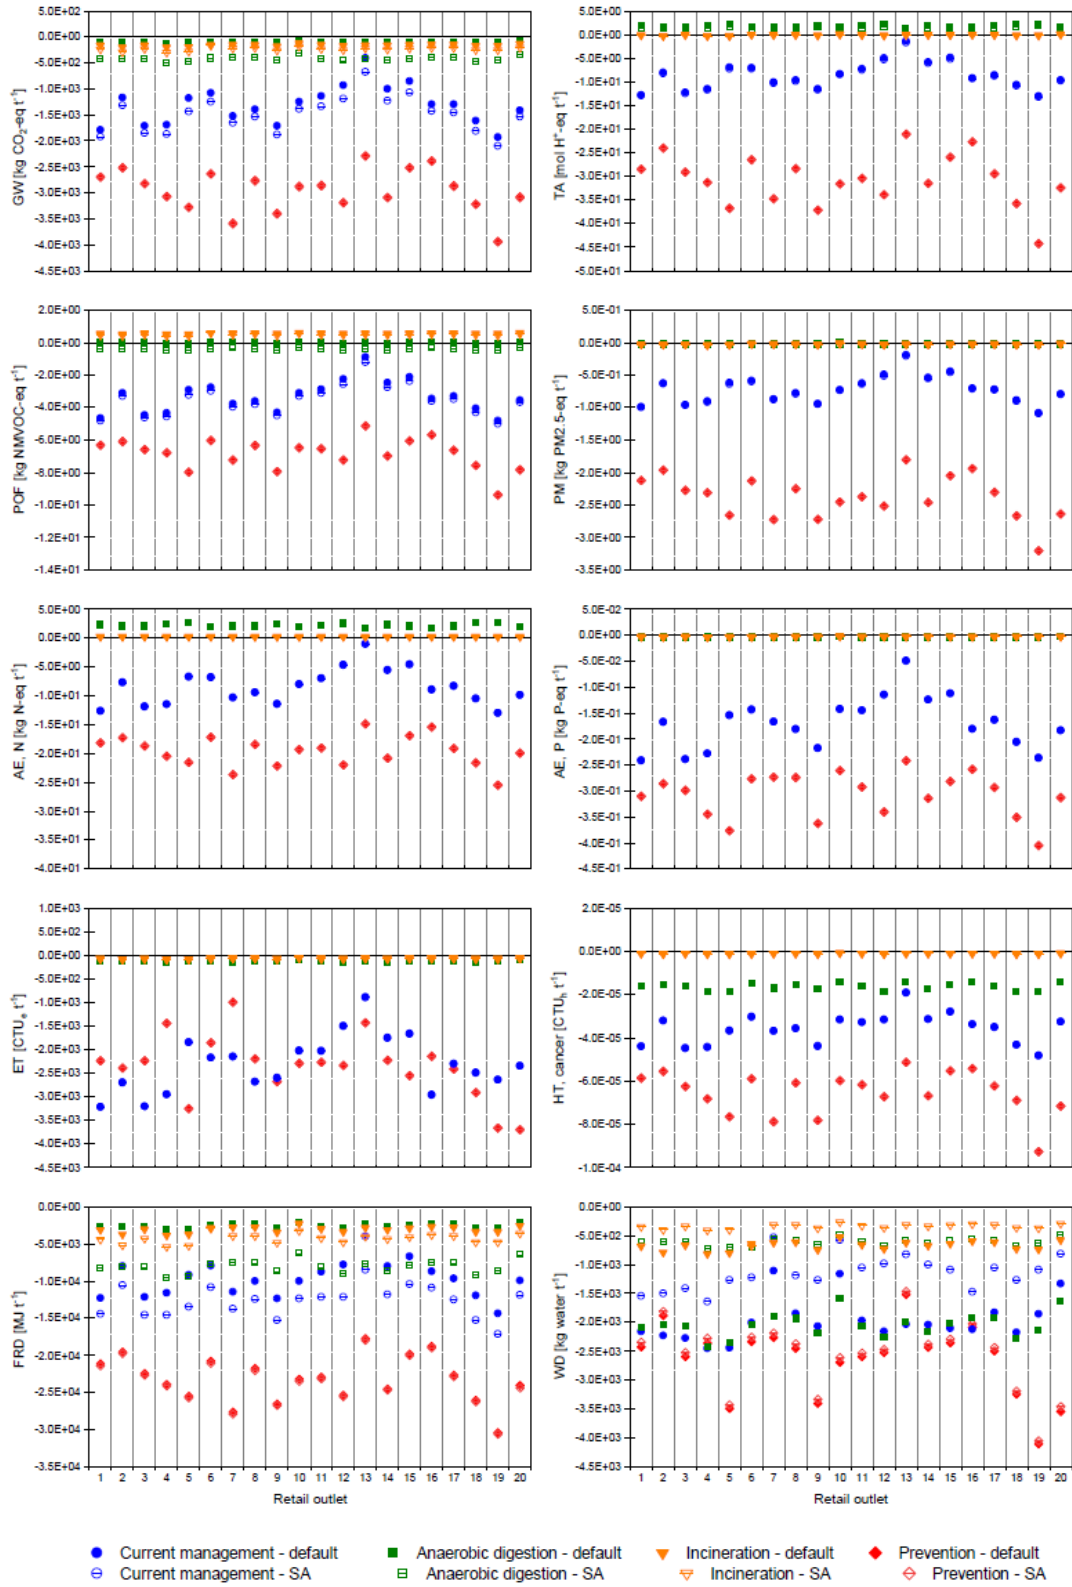 GW [kg CO₂-eq t⁻¹]
5.0E+02
0.0E+00
-5.0E+02
-1.0E+03
-1.5E+03
-2.0E+03
-2.5E+03
-3.0E+03
-3.5E+03
-4.0E+03
-4.5E+03
TA [mol H⁺-eq t⁻¹]
5.0E+00
0.0E+00
-5.0E+00
-1.0E+01
-1.5E+01
-2.0E+01
-2.5E+01
-3.0E+01
-3.5E+01
-4.0E+01
-4.5E+01
-5.0E+01
POF [kg NMVOC-eq t⁻¹]
2.0E+00
0.0E+00
-2.0E+00
-4.0E+00
-6.0E+00
-8.0E+00
-1.0E+01
-1.2E+01
-1.4E+01
PM [kg PM2.5-eq t⁻¹]
5.0E-01
0.0E+00
-5.0E-01
-1.0E+00
-1.5E+00
-2.0E+00
-2.5E+00
-3.0E+00
-3.5E+00
AE, N [kg N-eq t⁻¹]
5.0E+00
0.0E+00
-5.0E+00
-1.0E+01
-1.5E+01
-2.0E+01
-2.5E+01
-3.0E+01
-3.5E+01
-4.0E+01
AE, P [kg P-eq t⁻¹]
5.0E-02
0.0E+00
-5.0E-02
-1.0E-01
-1.5E-01
-2.0E-01
-2.5E-01
-3.0E-01
-3.5E-01
-4.0E-01
-4.5E-01
ET [CTUₑ t⁻¹]
1.0E+03
5.0E+02
0.0E+00
-5.0E+02
-1.0E+03
-1.5E+03
-2.0E+03
-2.5E+03
-3.0E+03
-3.5E+03
-4.0E+03
-4.5E+03
HT, cancer [CTUₕ t⁻¹]
2.0E-05
0.0E+00
-2.0E-05
-4.0E-05
-6.0E-05
-8.0E-05
-1.0E-04
FRD [MJ t⁻¹]
0.0E+00
-5.0E+03
-1.0E+04
-1.5E+04
-2.0E+04
-2.5E+04
-3.0E+04
-3.5E+04
1 2 3 4 5 6 7 8 9 10 11 12 13 14 15 16 17 18 19 20
Retail outlet
WD [kg water t⁻¹]
0.0E+00
-5.0E+02
-1.0E+03
-1.5E+03
-2.0E+03
-2.5E+03
-3.0E+03
-3.5E+03
-4.0E+03
-4.5E+03
1 2 3 4 5 6 7 8 9 10 11 12 13 14 15 16 17 18 19 20
Retail outlet
Current management - default Anaerobic digestion - default Incineration - default Prevention - default
Current management - SA Anaerobic digestion - SA Incineration - SA Prevention - SA